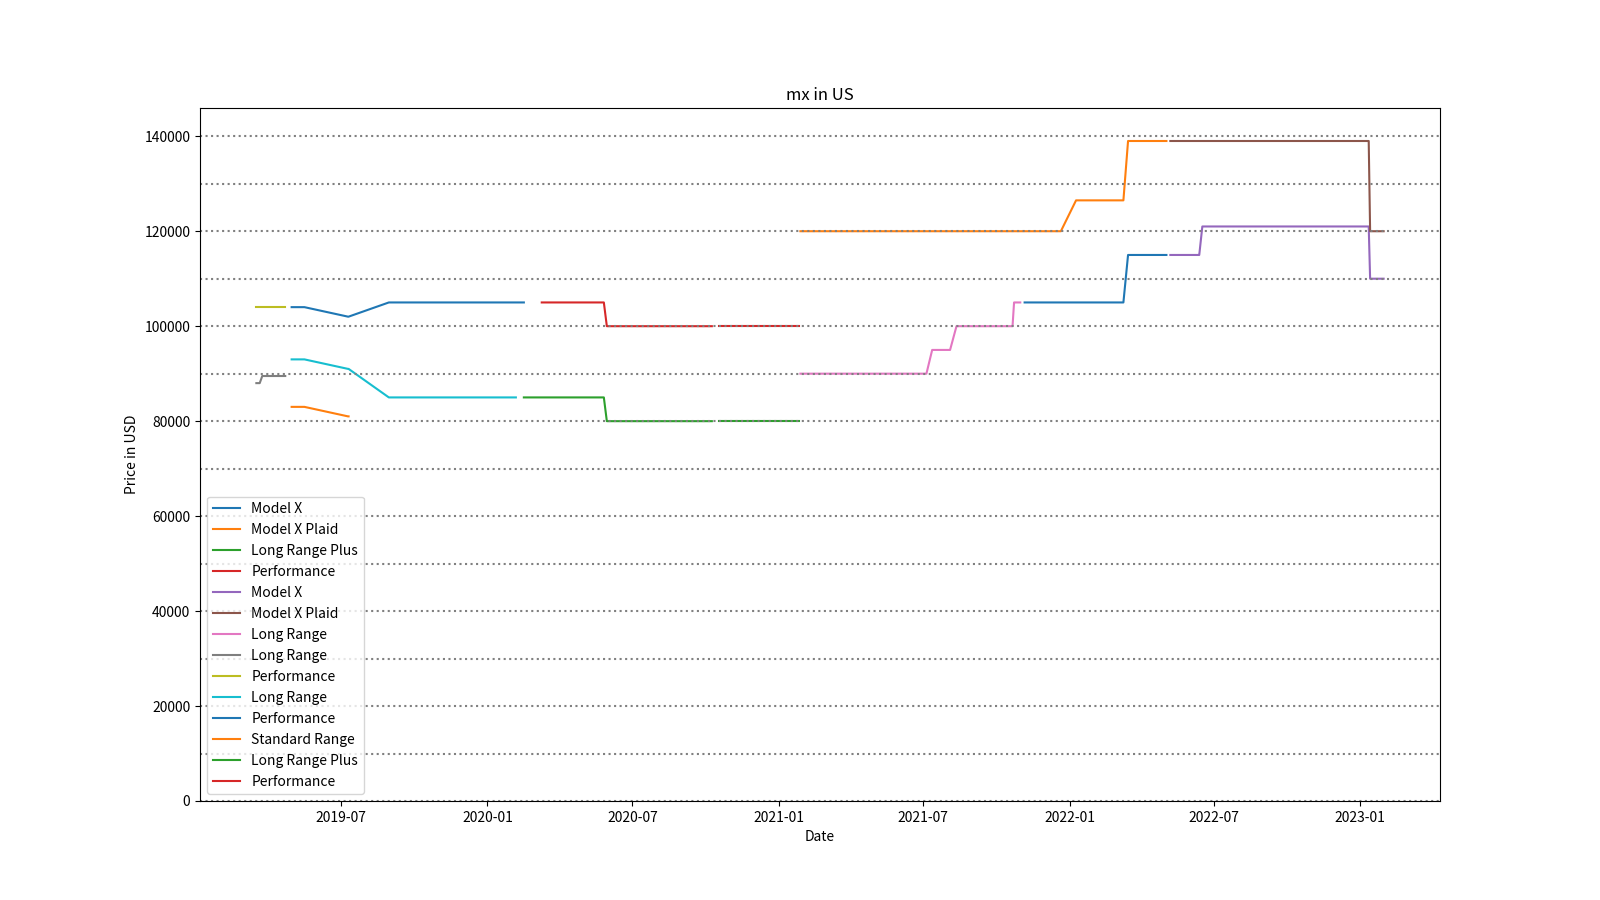 mx in US
140000
120000
100000
80000
60000
40000
20000
0
Price in USD
Model X
Model X Plaid
Long Range Plus
Performance
Model X
Model X Plaid
Long Range
Long Range
Performance
Long Range
Performance
Standard Range
Long Range Plus
Performance
2019-07 2020-01 2020-07 2021-01 2021-07 2022-01 2022-07 2023-01
Date